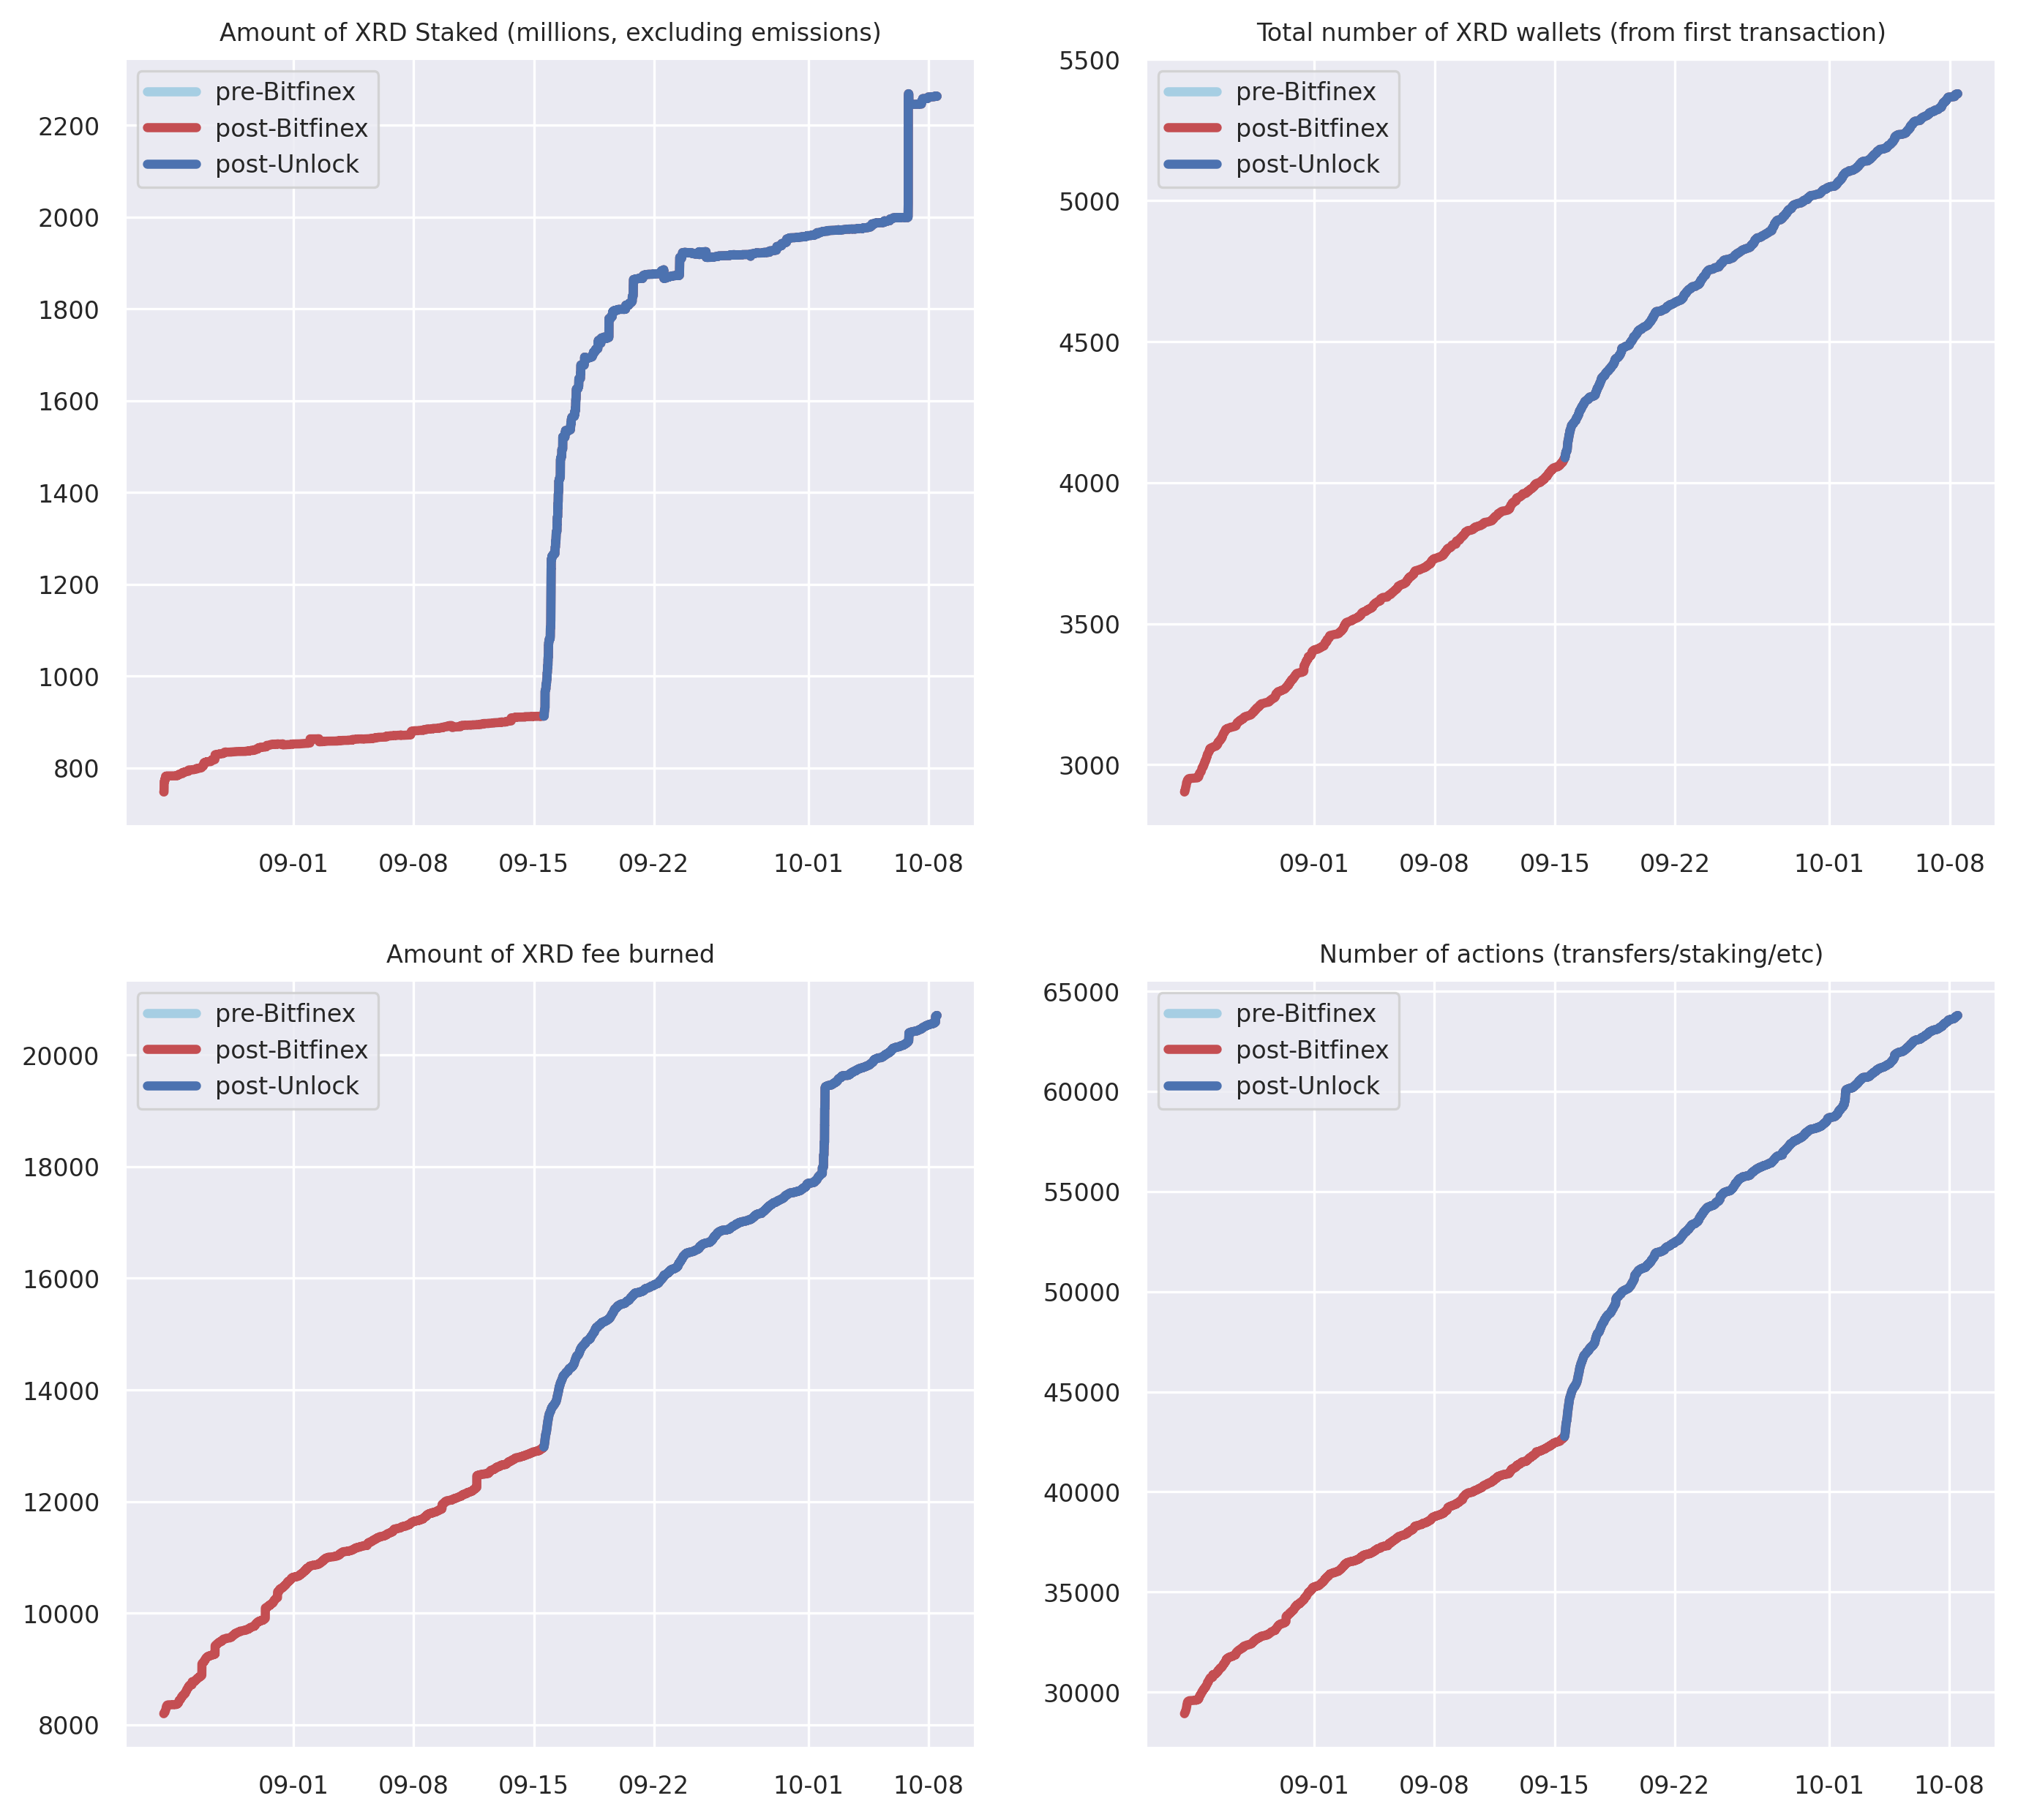 Amount of XRD Staked (millions, excluding emissions)
pre-Bitfinex
post-Bitfinex
post-Unlock
2200
2000
1800
1600
1400
1200
1000
800
09-01 09-08 09-15 09-22 10-01 10-08
Total number of XRD wallets (from first transaction)
pre-Bitfinex
post-Bitfinex
post-Unlock
5500
5000
4500
4000
3500
3000
09-01 09-08 09-15 09-22 10-01 10-08
Amount of XRD fee burned
pre-Bitfinex
post-Bitfinex
post-Unlock
20000
18000
16000
14000
12000
10000
8000
09-01 09-08 09-15 09-22 10-01 10-08
Number of actions (transfers/staking/etc)
pre-Bitfinex
post-Bitfinex
post-Unlock
65000
60000
55000
50000
45000
40000
35000
30000
09-01 09-08 09-15 09-22 10-01 10-08